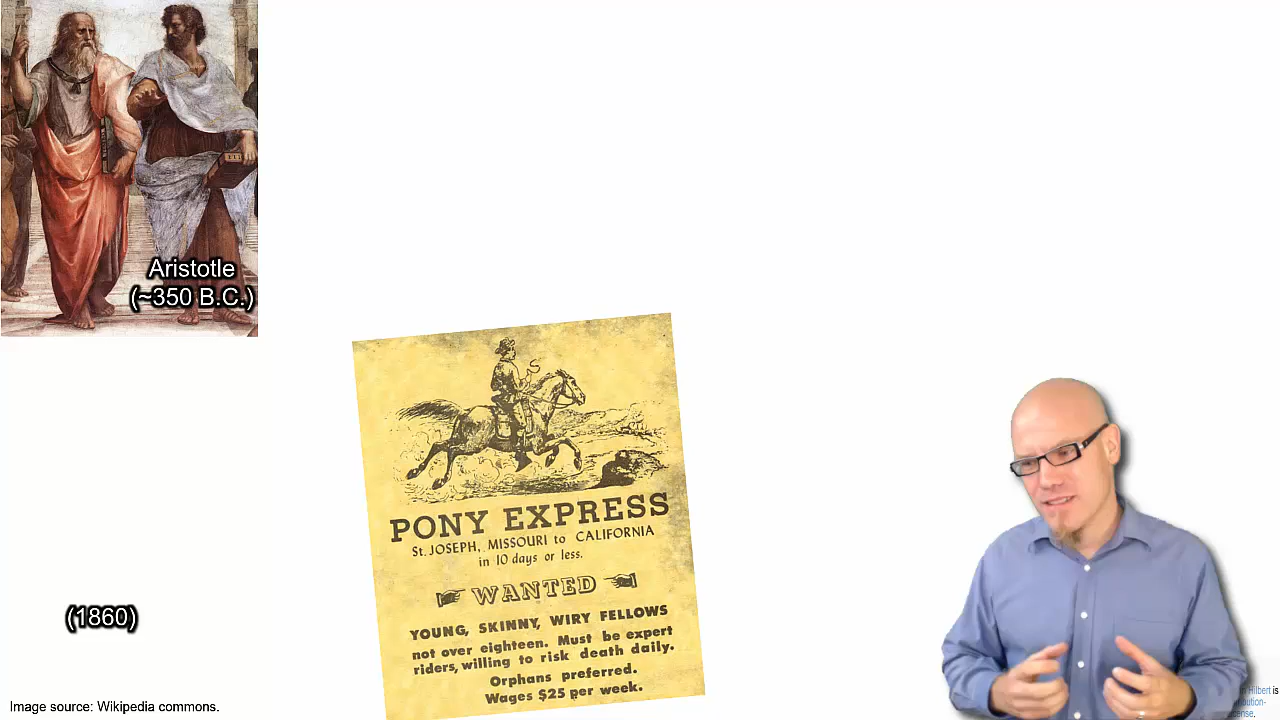 Aristotle
(~350 B.C.)
PONY EXPRESS
St. JOSEPH, MISSOURI to CALIFORNIA
in 10 days or less.
WANTED
YOUNG, SKINNY, WIRY FELLOWS
not over eighteen. Must be expert
riders, willing to risk death daily.
Orphans preferred.
Wages $25 per week.
(1860)
Image source: Wikipedia commons.
Hilbert is